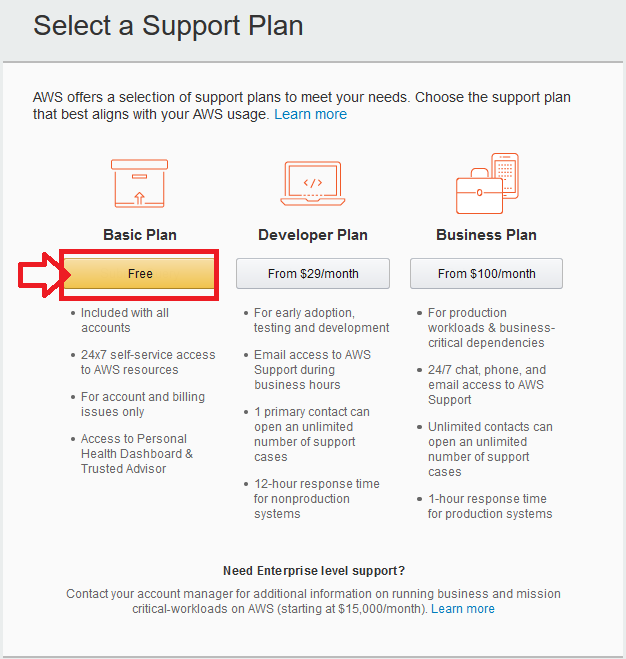 Select a Support Plan
AWS offers a selection of support plans to meet your needs. Choose the support plan
that best aligns with your AWS usage. Learn more
</>
Basic Plan
Free
Included with all
accounts
24x7 self-service access
to AWS resources
For account and billing
issues only
Access to Personal
Health Dashboard &
Trusted Advisor
Developer Plan
From $29/month
For early adoption,
testing and development
Email access to AWS
Support during
business hours
1 primary contact can
open an unlimited
number of support
cases
12-hour response time
for nonproduction
systems
Business Plan
From $100/month
For production
workloads & business-
critical dependencies
24/7 chat, phone, and
email access to AWS
Support
Unlimited contacts can
open an unlimited
number of support
cases
1-hour response time
for production systems
Need Enterprise level support?
Contact your account manager for additional information on running business and mission
critical-workloads on AWS (starting at $15,000/month). Learn more